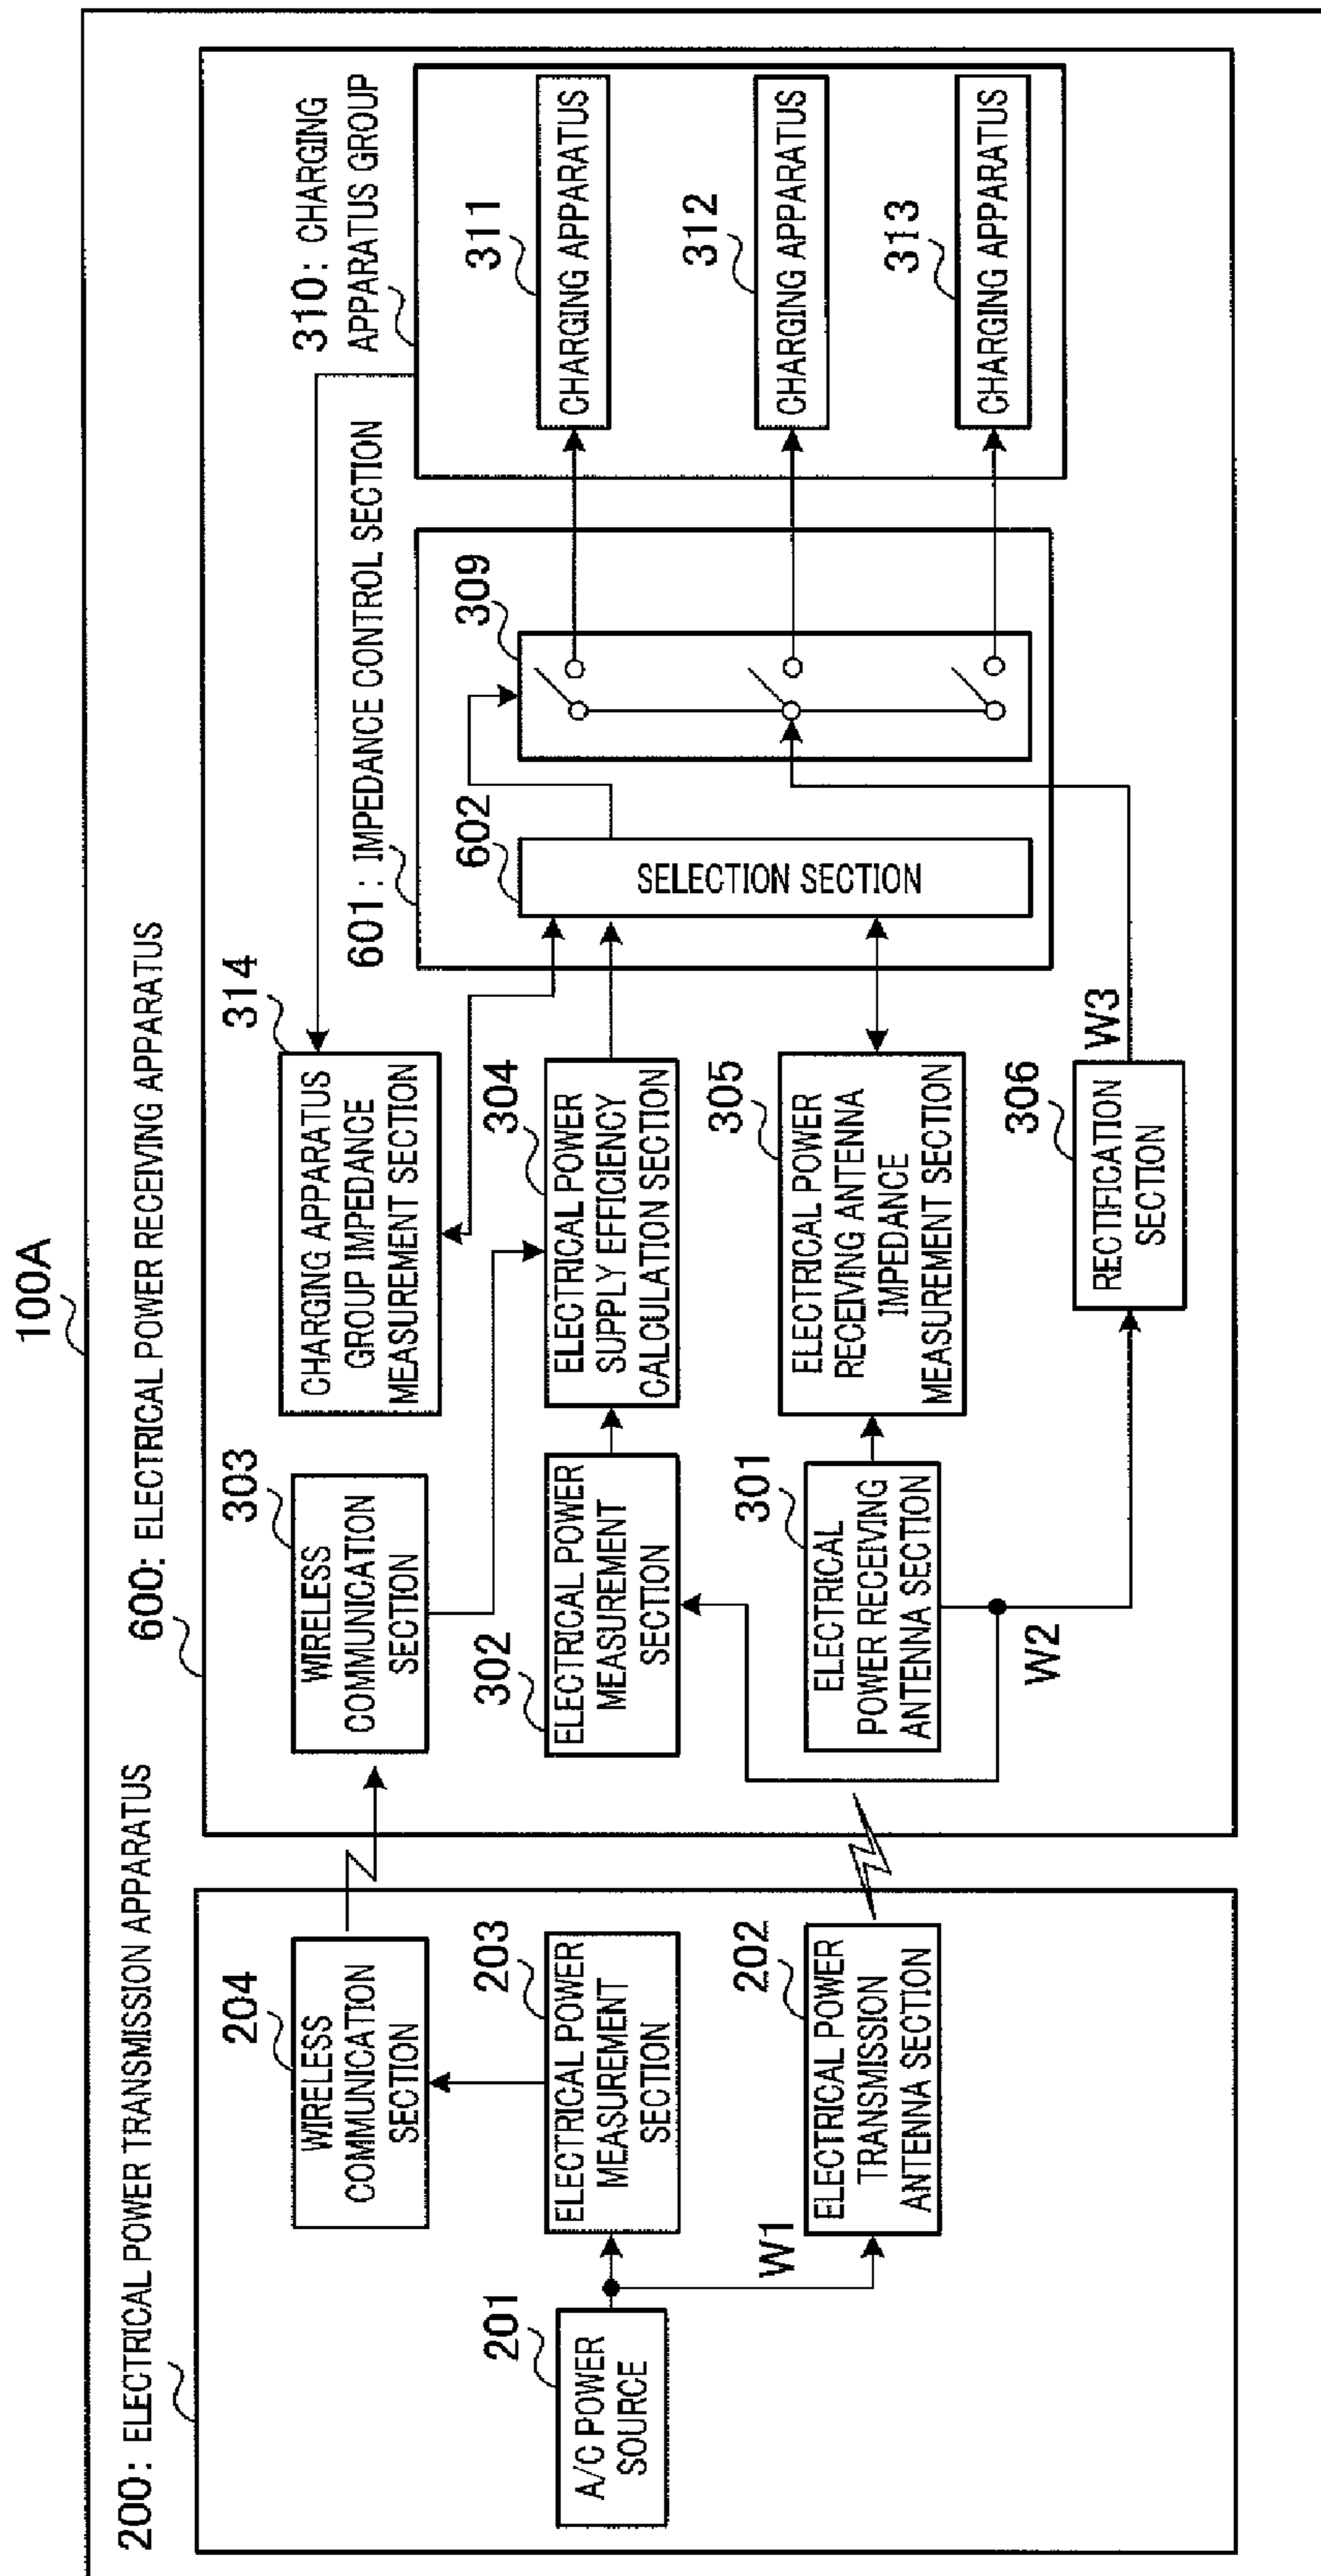 100A
200: ELECTRICAL POWER TRANSMISSION APPARATUS
204
WIRELESS
COMMUNICATION
SECTION
203
ELECTRICAL POWER
MEASUREMENT
SECTION
201
A/C POWER
SOURCE
W1
202
ELECTRICAL POWER
TRANSMISSION
ANTENNA SECTION
600: ELECTRICAL POWER RECEIVING APPARATUS
303
WIRELESS
COMMUNICATION
SECTION
302
ELECTRICAL POWER
MEASUREMENT
SECTION
301
ELECTRICAL
POWER RECEIVING
ANTENNA SECTION
W2
314
CHARGING APPARATUS
GROUP IMPEDANCE
MEASUREMENT SECTION
304
ELECTRICAL POWER
SUPPLY EFFICIENCY
CALCULATION SECTION
305
ELECTRICAL POWER
RECEIVING ANTENNA
IMPEDANCE
MEASUREMENT SECTION
306
RECTIFICATION
SECTION
W3
601: IMPEDANCE CONTROL SECTION
602
SELECTION SECTION
309
310: CHARGING
APPARATUS GROUP
311
CHARGING APPARATUS
312
CHARGING APPARATUS
313
CHARGING APPARATUS